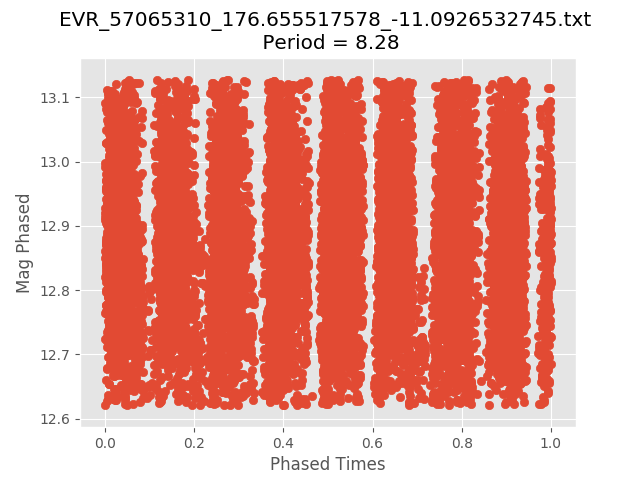 EVR_57065310_176.655517578_-11.0926532745.txt
Period = 8.28
13.1
13.0
12.9
12.8
12.7
12.6
Mag Phased
0.0 0.2 0.4 0.6 0.8 1.0
Phased Times